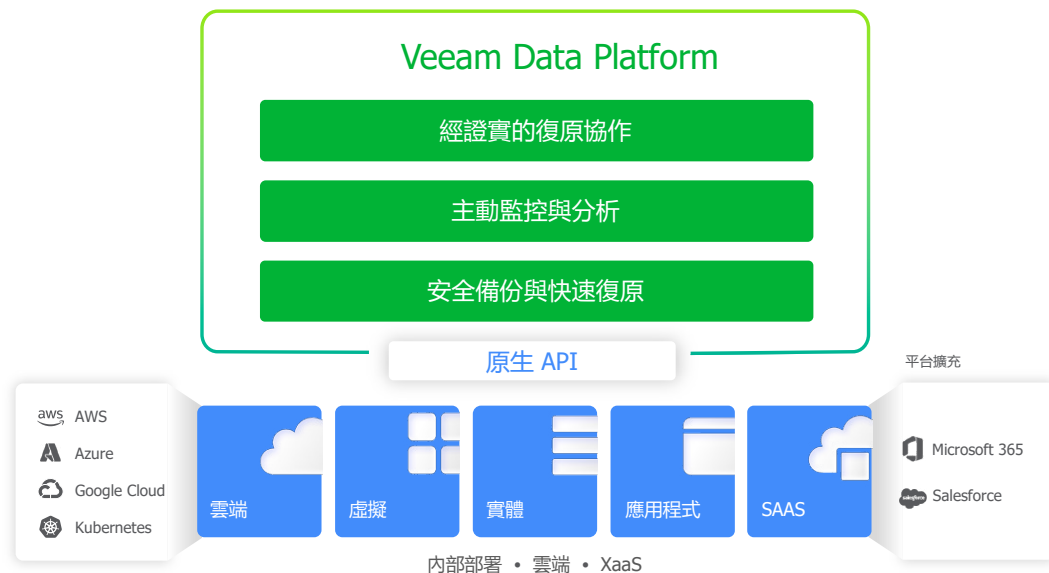 Veeam Data Platform
經證實的復原協作
主動監控與分析
安全備份與快速復原
原生 API
平台擴充
aws AWS
Azure
Google Cloud
Kubernetes
雲端
虛擬
實體
應用程式
SAAS
Microsoft 365
salesforce Salesforce
內部部署 • 雲端 • XaaS